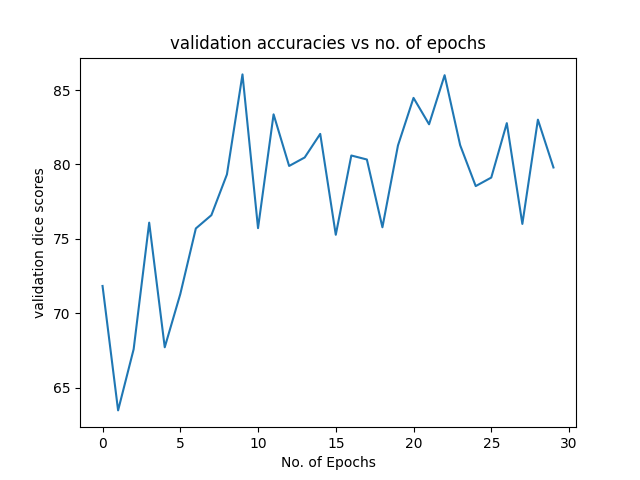 validation accuracies vs no. of epochs
validation dice scores
85
80
75
70
65
0 5 10 15 20 25 30
No. of Epochs